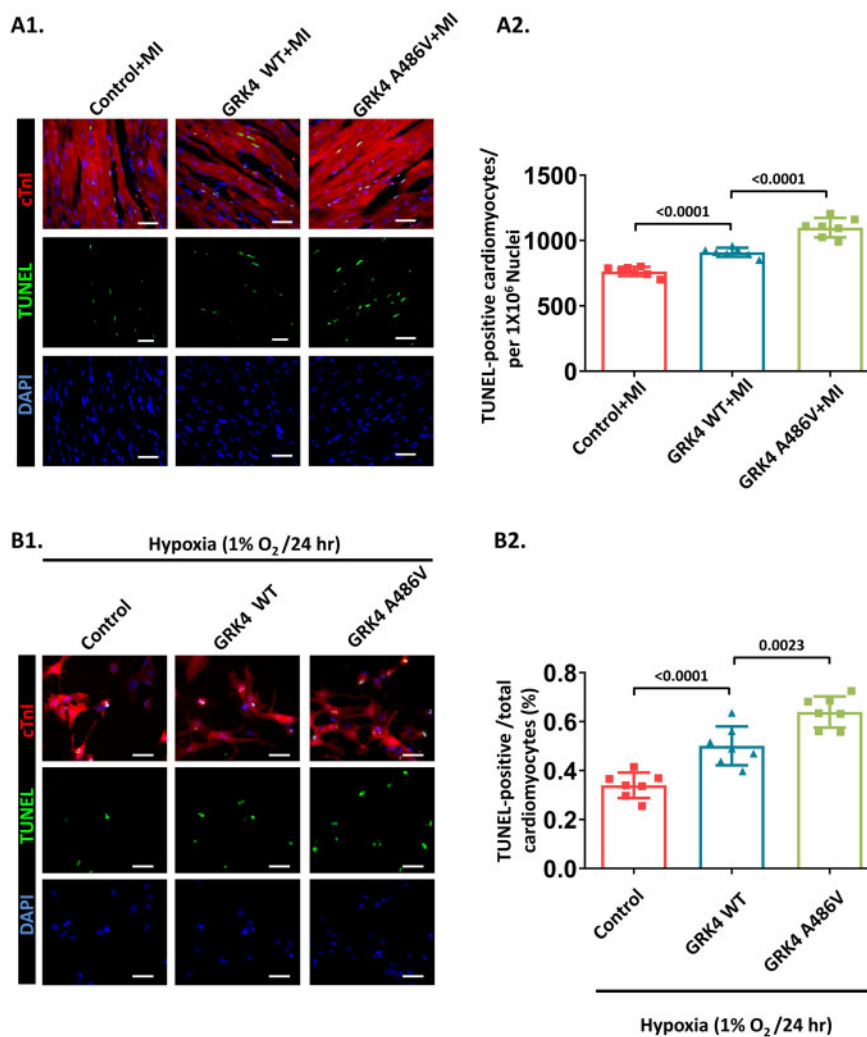 A1.
Control+MI
GRK4 WT+MI
GRK4 A486V+MI
cTnI
TUNEL
DAPI
A2.
TUNEL-positive cardiomyocytes/
per 1X10⁶ Nuclei
1500
1000
500
0
<0.0001
<0.0001
Control+MI
GRK4 WT+MI
GRK4 A486V+MI
B1.
Hypoxia (1% O₂ /24 hr)
Control
GRK4 WT
GRK4 A486V
cTnI
TUNEL
DAPI
B2.
TUNEL-positive /total
cardiomyocytes (%)
0.8
0.6
0.4
0.2
0.0
<0.0001
0.0023
Control
GRK4 WT
GRK4 A486V
Hypoxia (1% O₂ /24 hr)